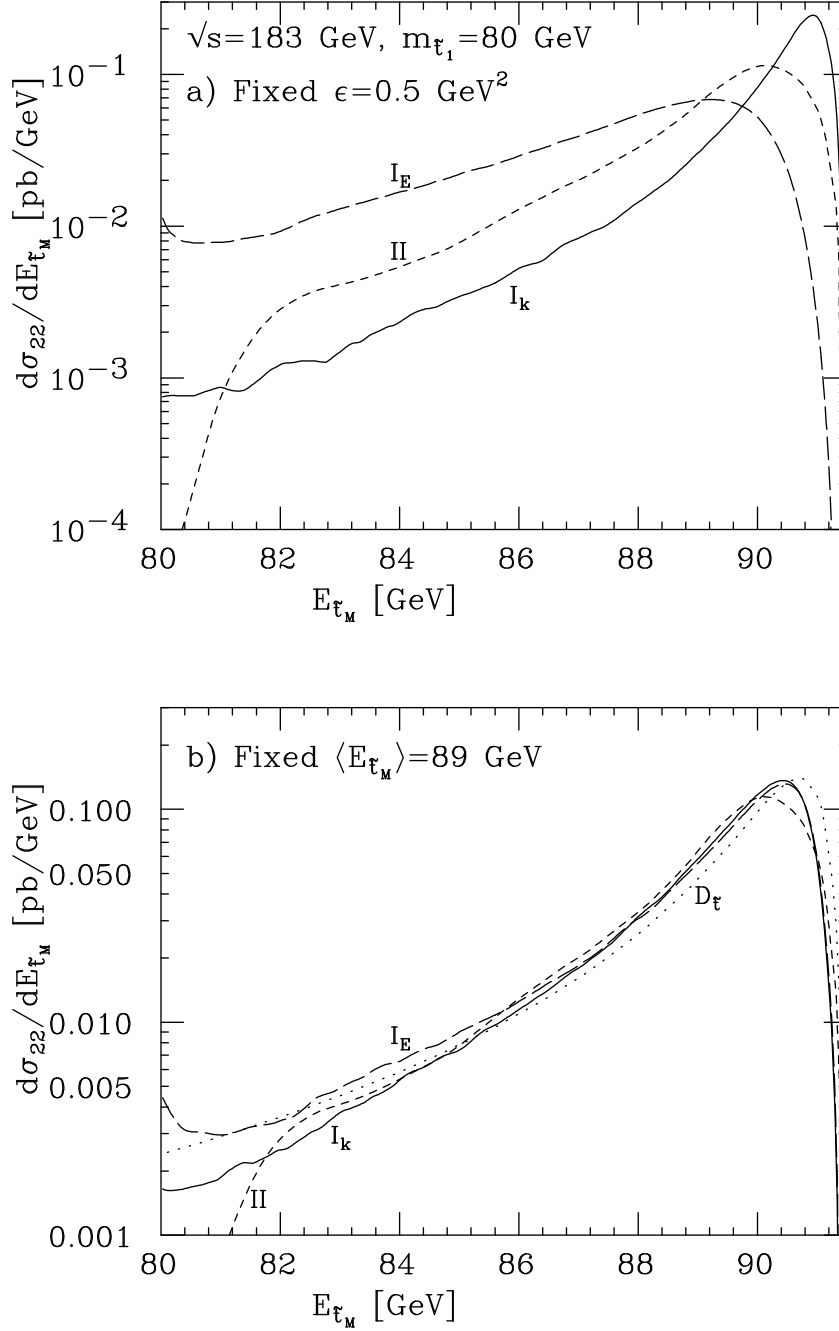 √s=183 GeV, m_t̃₁=80 GeV
a) Fixed ϵ=0.5 GeV²
dσ₂₂/dE_t̃_M [pb/GeV]
10⁻¹
10⁻²
10⁻³
10⁻⁴
I_E
II
I_k
80 82 84 86 88 90
E_t̃_M [GeV]
b) Fixed ⟨E_t̃_M⟩=89 GeV
dσ₂₂/dE_t̃_M [pb/GeV]
0.100
0.050
0.010
0.005
0.001
D_t̃
I_E
I_k
II
80 82 84 86 88 90
E_t̃_M [GeV]